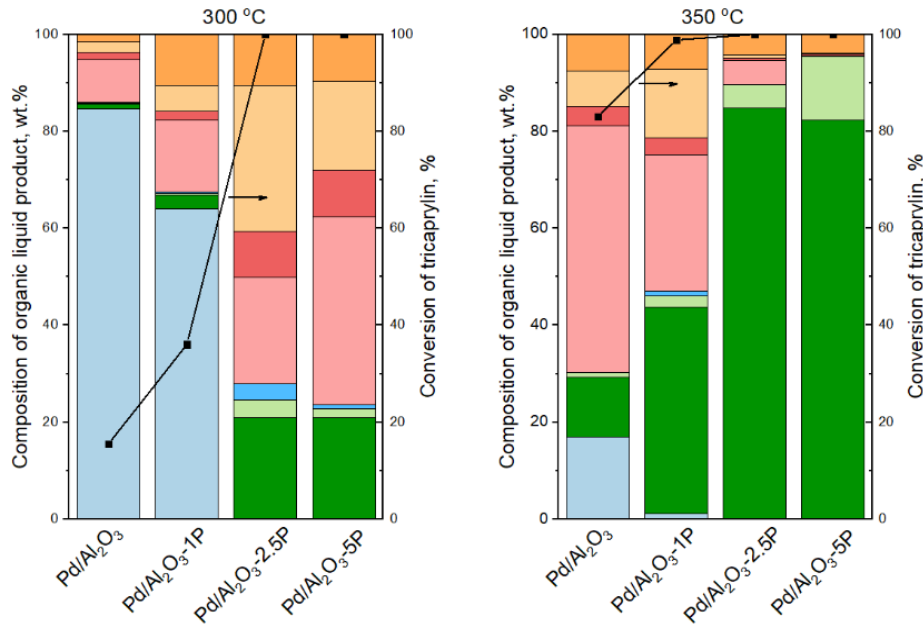 300 °C
350 °C
Composition of organic liquid product, wt.%
100
80
60
40
20
0
100
80
60
40
20
0
Conversion of tricaprylin, %
Pd/Al₂O₃
Pd/Al₂O₃-1P
Pd/Al₂O₃-2.5P
Pd/Al₂O₃-5P
Composition of organic liquid product, wt.%
100
80
60
40
20
0
100
80
60
40
20
0
Conversion of tricaprylin, %
Pd/Al₂O₃
Pd/Al₂O₃-1P
Pd/Al₂O₃-2.5P
Pd/Al₂O₃-5P